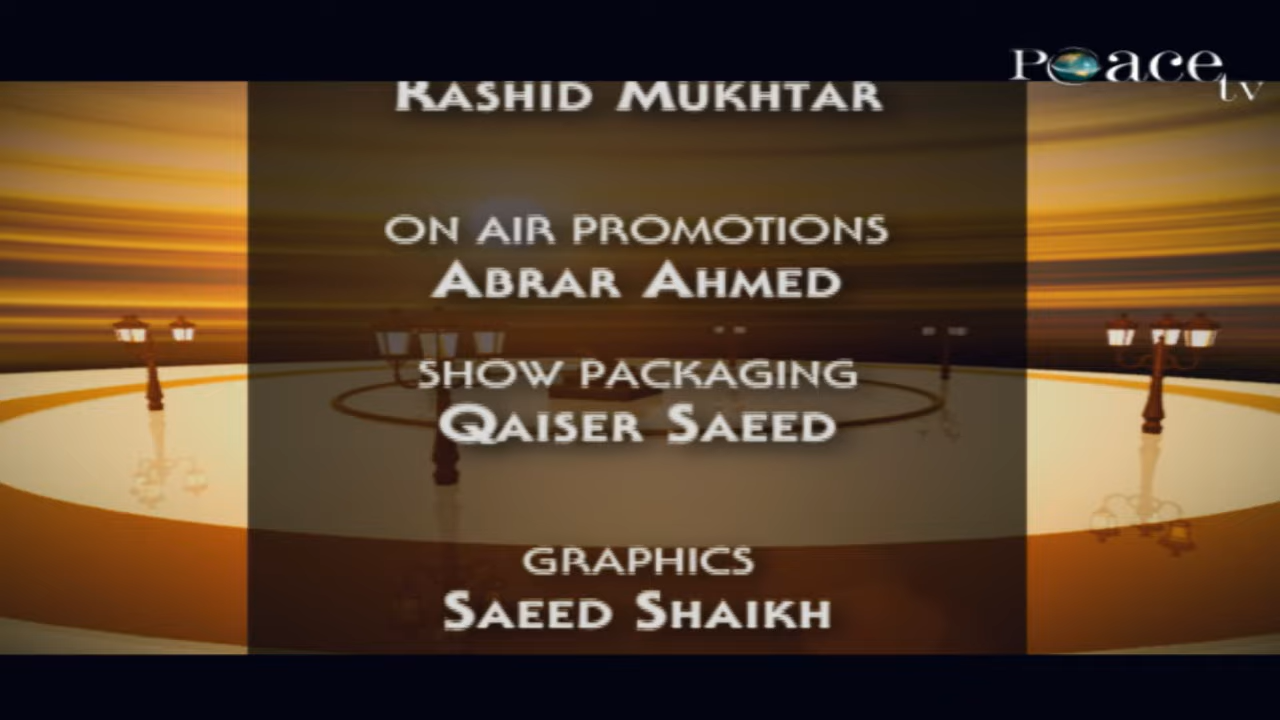 Peace
tv
RASHID MUKHTAR
ON AIR PROMOTIONS
ABRAR AHMED
SHOW PACKAGING
QAISER SAEED
GRAPHICS
SAEED SHAIKH